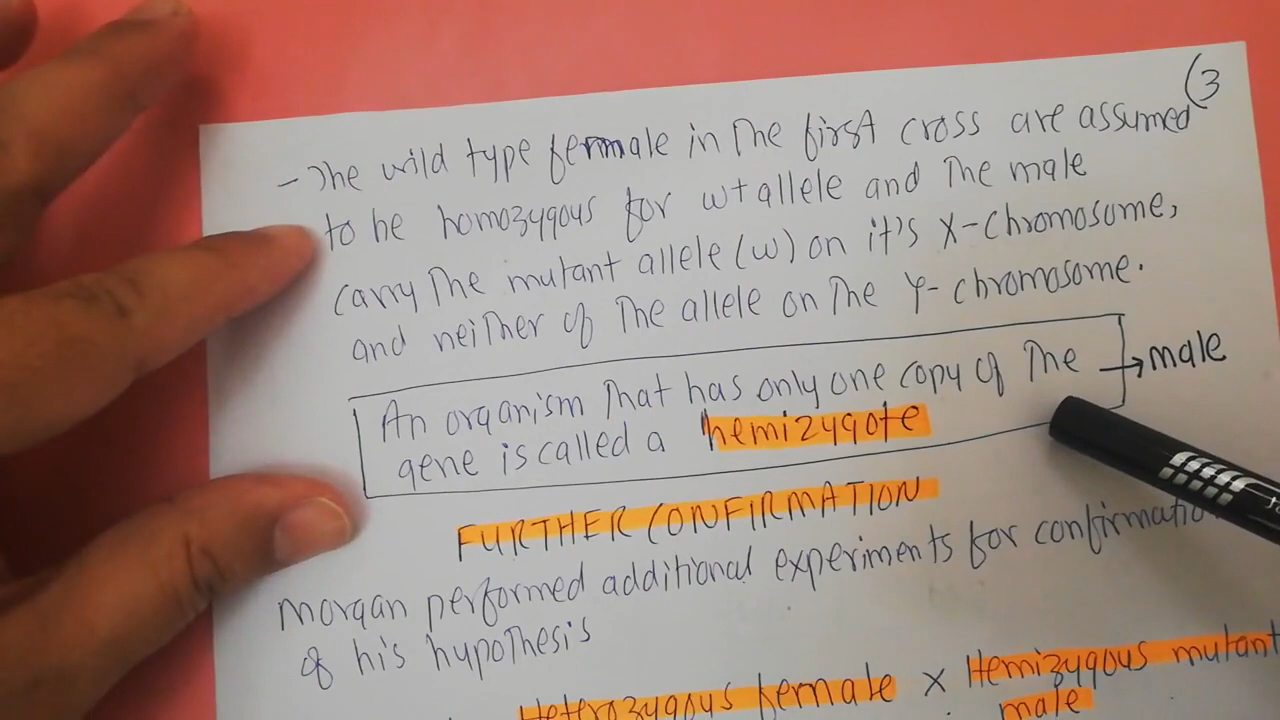 (3
- The wild type female in The first cross are assumed
to be homozygous for w+ allele and The male
carry The mutant allele (w) on it's X-chromosome,
and neither of The allele on The Y-chromosome.
An organism That has only one copy of The → male
gene is called a hemizygote
FURTHER CONFIRMATION
Morgan performed additional experiments for confirmation
of his hypothesis
Heterozygous female × Hemizygous mutant
male